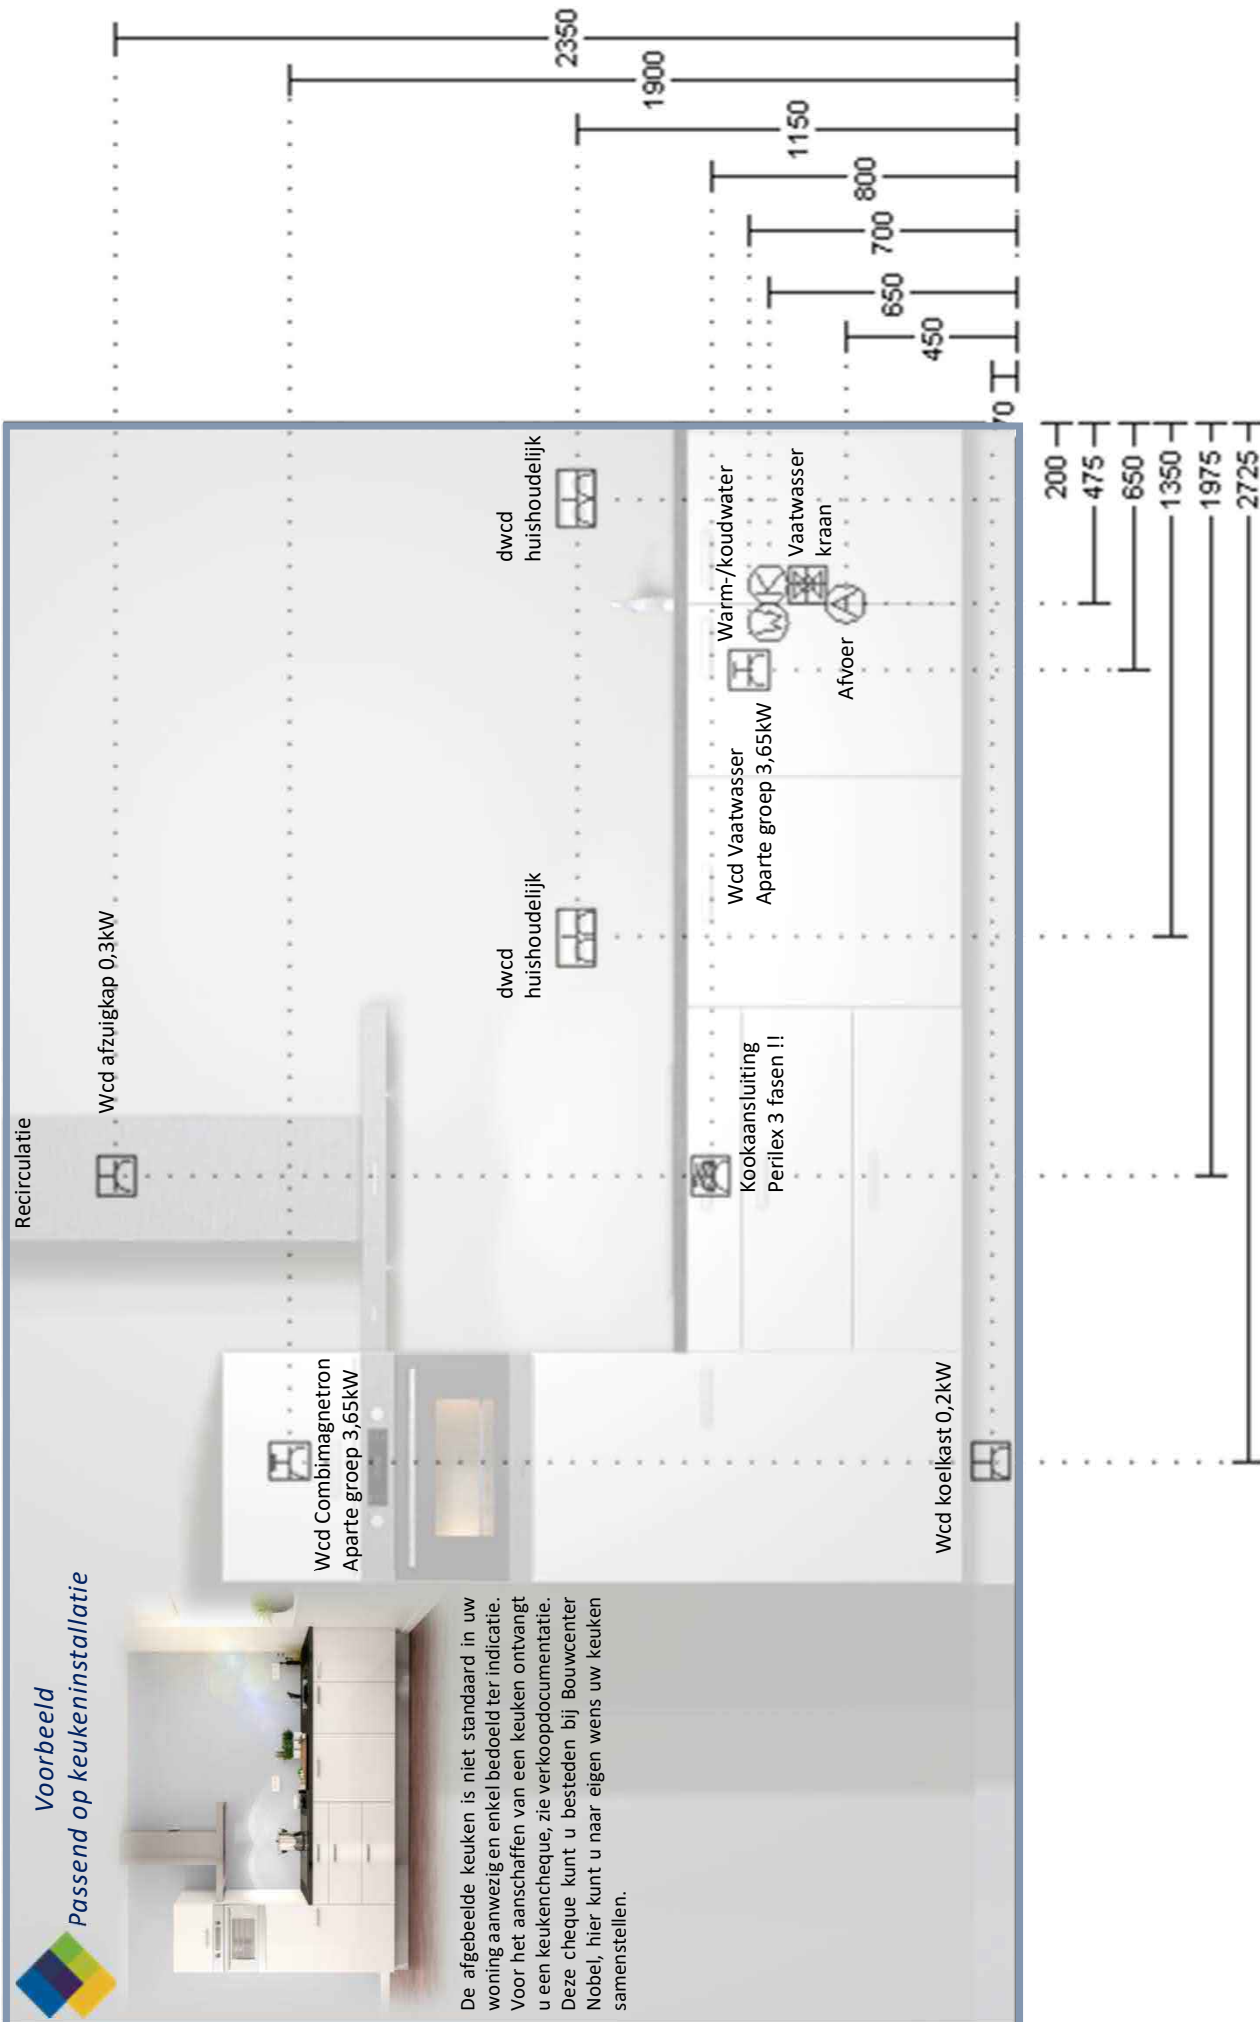 Voorbeeld
Passend op keukeninstallatie
De afgebeelde keuken is niet standaard in uw
woning aanwezig en enkel bedoeld ter indicatie.
Voor het aanschaffen van een keuken ontvangt
u een keukencheque, zie verkoopdocumentatie.
Deze cheque kunt u besteden bij Bouwcenter
Nobel, hier kunt u naar eigen wens uw keuken
samenstellen.
Recirculatie
Wcd afzuigkap 0,3kW
Wcd Combimagnetron
Aparte groep 3,65kW
dwcd
huishoudelijk
dwcd
huishoudelijk
Kookaansluiting
Perilex 3 fasen !!
Wcd Vaatwasser
Aparte groep 3,65kW
Warm-/koudwater
W
K
Vaatwasser
kraan
A
Afvoer
Wcd koelkast 0,2kW
2350
1900
1150
800
700
650
450
70
200
475
650
1350
1975
2725